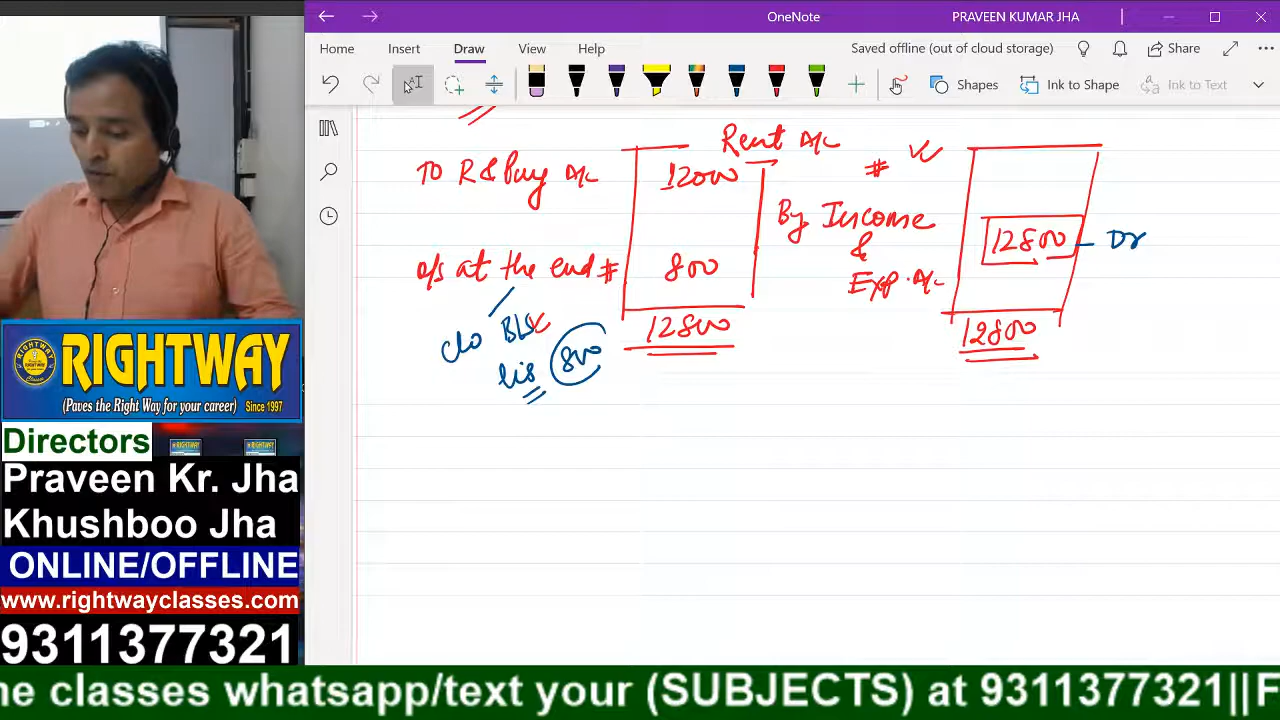 OneNote
PRAVEEN KUMAR JHA
Home Insert Draw View Help
Saved offline (out of cloud storage)
Share
Shapes
Ink to Shape
Ink to Text
Rent A/c
To R & Pay A/c 12000
# ✓
By Income & Exp. A/c 12800 - Dr
o/s at the end # 800
12800
12800
clo
lis 800
RIGHTWAY
(Paves the Right Way for your career) Since 1997
Directors
Praveen Kr. Jha
Khushboo Jha
ONLINE/OFFLINE
www.rightwayclasses.com
9311377321
ne classes whatsapp/text your (SUBJECTS) at 9311377321||F